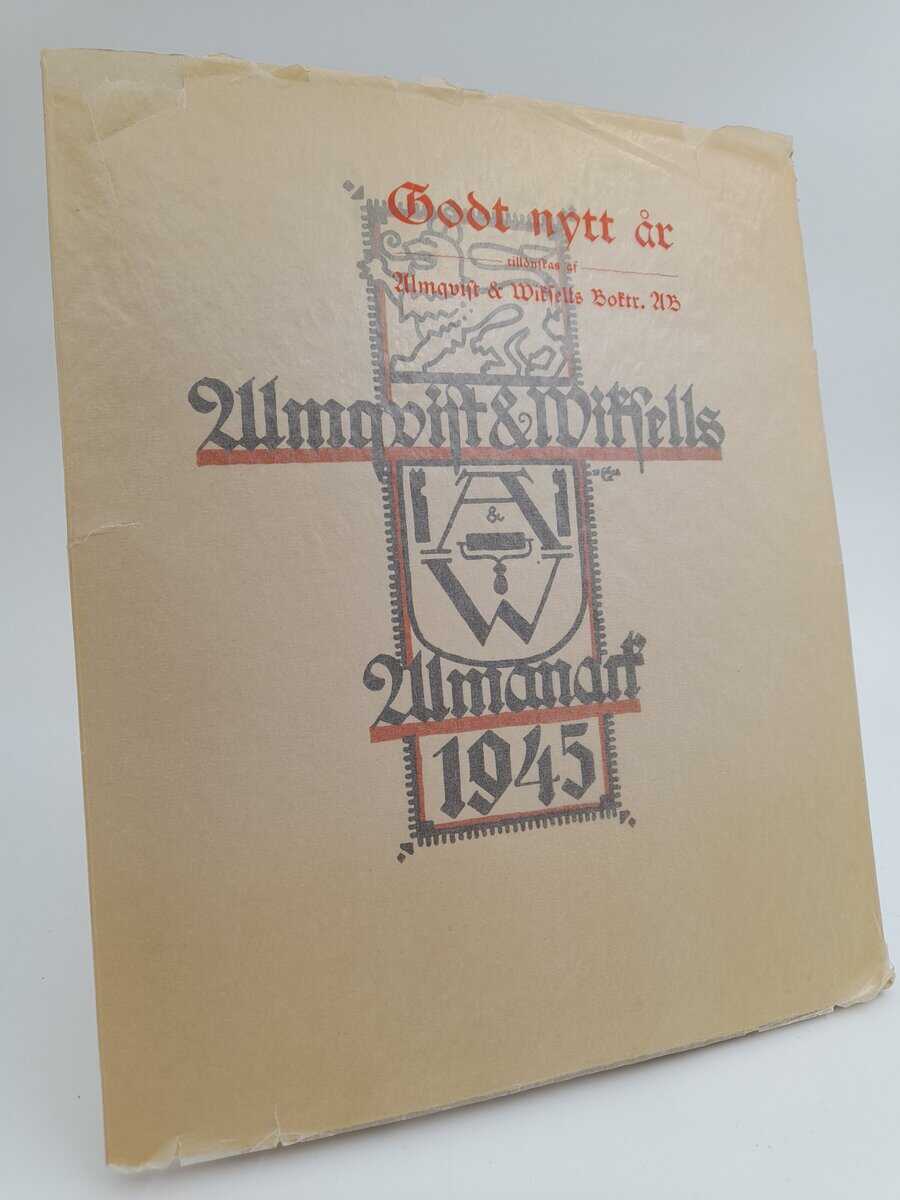 Godt nytt år
tillönskas af
Almqvist & Wiksells Boktr. AB
Almqvist & Wiksells
A
&
W
Almanack
1945